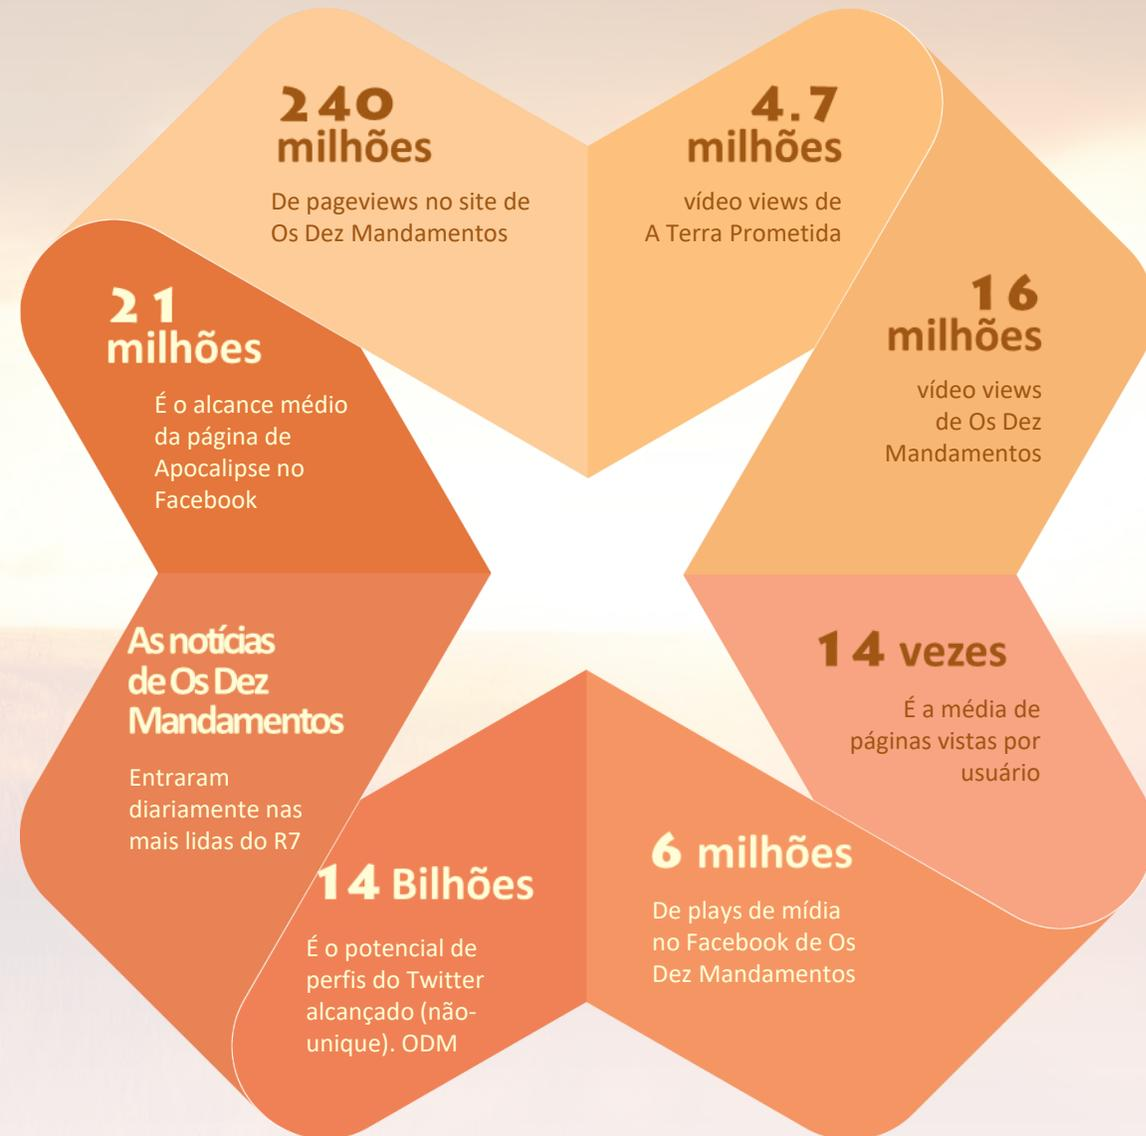 240
milhões
De pageviews no site de
Os Dez Mandamentos
4.7
milhões
vídeo views de
A Terra Prometida
21
milhões
É o alcance médio
da página de
Apocalipse no
Facebook
16
milhões
vídeo views
de Os Dez
Mandamentos
As notícias
de Os Dez
Mandamentos
Entraram
diariamente nas
mais lidas do R7
14 vezes
É a média de
páginas vistas por
usuário
14 Bilhões
É o potencial de
perfis do Twitter
alcançado (não-
unique). ODM
6 milhões
De plays de mídia
no Facebook de Os
Dez Mandamentos